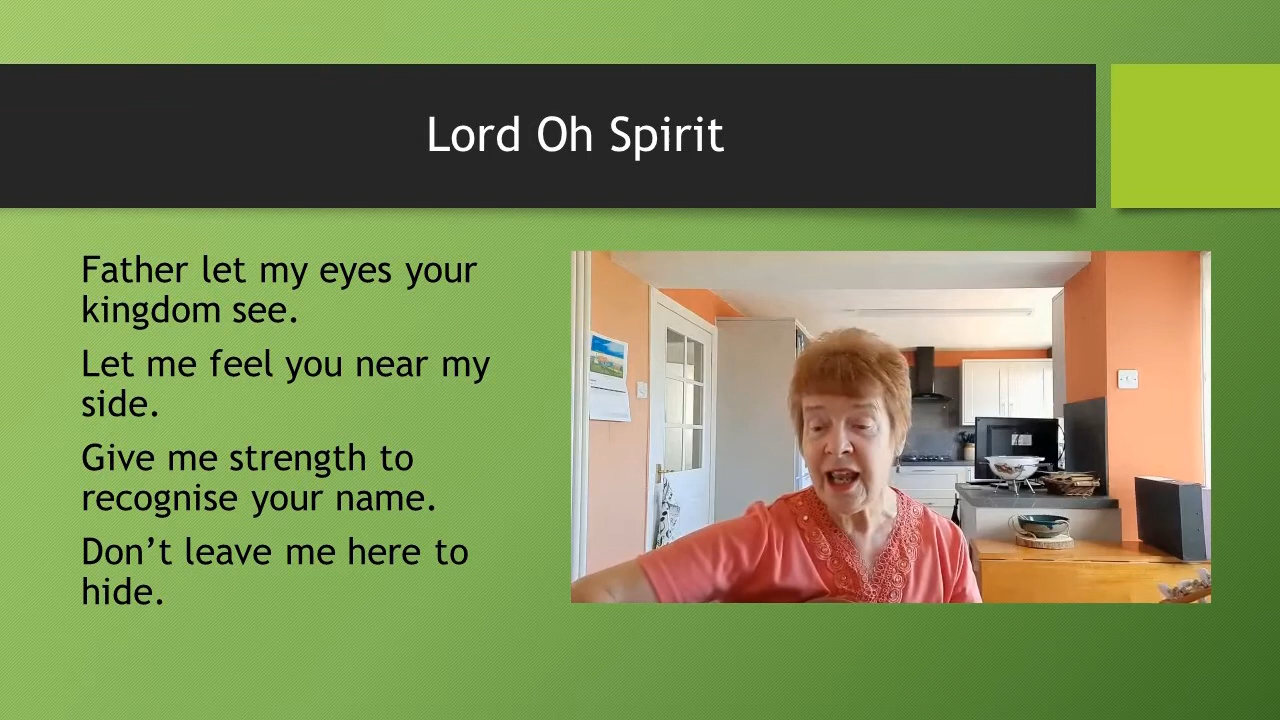 Lord Oh Spirit
Father let my eyes your
kingdom see.
Let me feel you near my
side.
Give me strength to
recognise your name.
Don’t leave me here to
hide.